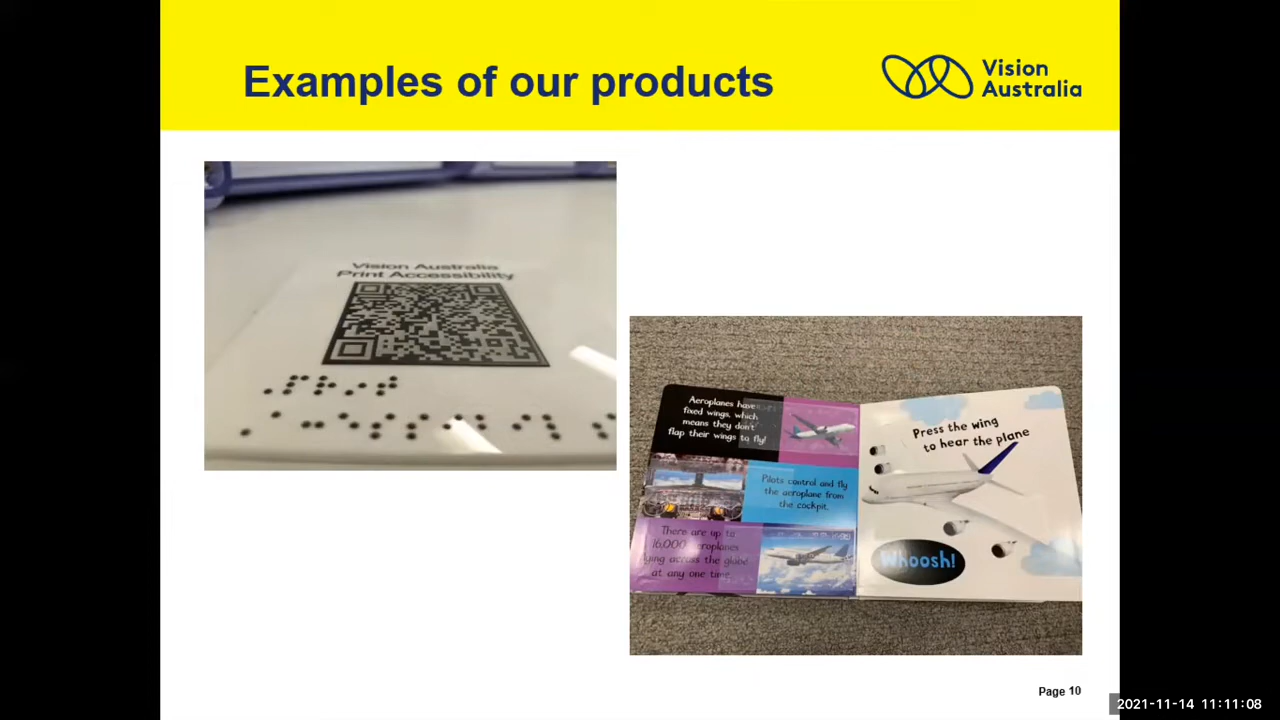 Examples of our products
Vision
Australia
Vision Australia
Print Accessibility
Aeroplanes have
fixed wings, which
means they don't
flap their wings to fly!
Pilots control and fly
the aeroplane from
the cockpit.
There are up to
16,000 aeroplanes
flying across the globe
at any one time.
Press the wing
to hear the plane
Whoosh!
Page 10
2021-11-14 11:11:08